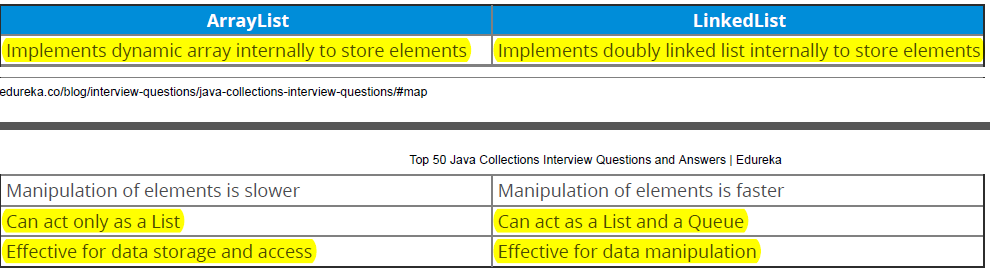 ArrayList LinkedList
Implements dynamic array internally to store elements Implements doubly linked list internally to store elements
edureka.co/blog/interview-questions/java-collections-interview-questions/#map
Top 50 Java Collections Interview Questions and Answers | Edureka
Manipulation of elements is slower Manipulation of elements is faster
Can act only as a List Can act as a List and a Queue
Effective for data storage and access Effective for data manipulation